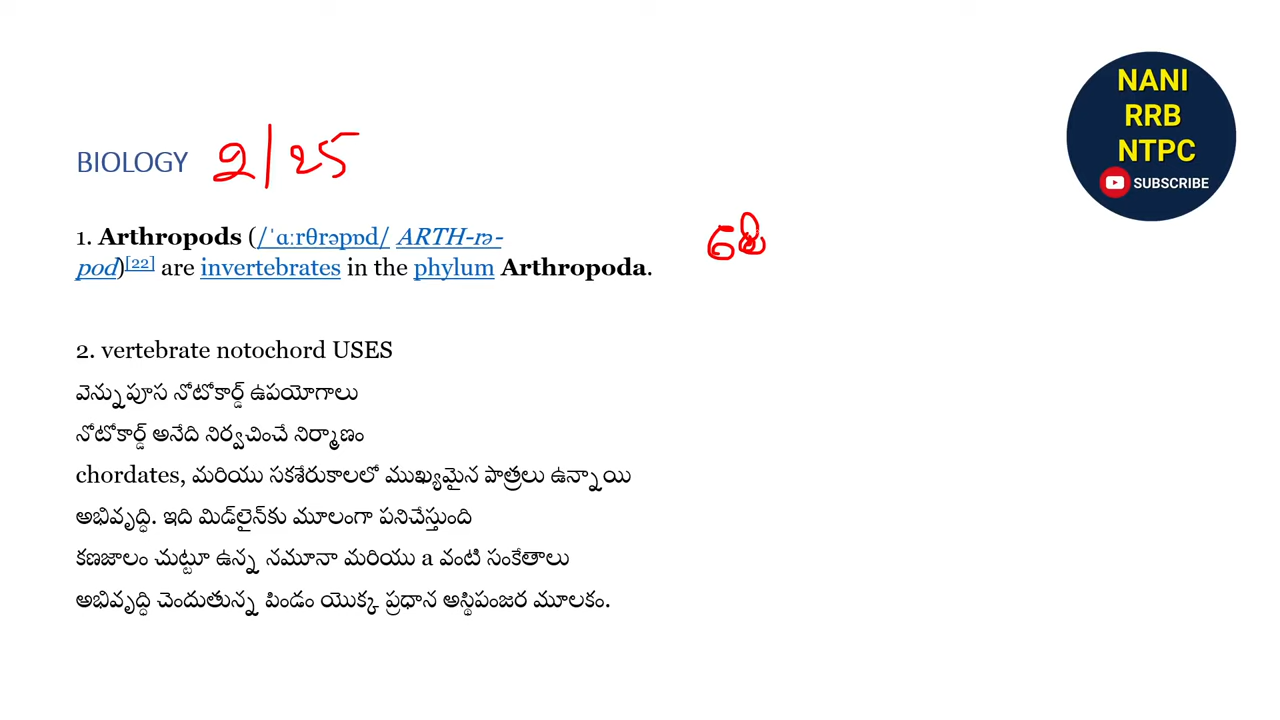 NANI
RRB
NTPC
SUBSCRIBE
BIOLOGY 2/25
1. Arthropods (/ˈɑːrθrəpɒd/ ARTH-rə-
pod)[22] are invertebrates in the phylum Arthropoda.
2. vertebrate notochord USES
వెన్నుపూస నోటోకార్డ్ ఉపయోగాలు
నోటోకార్డ్ అనేది నిర్వచించే నిర్మాణం
chordates, మరియు సకశేరుకాలలో ముఖ్యమైన పాత్రలు ఉన్నాయి
అభివృద్ధి. ఇది మిడ్‌లైన్‌కు మూలంగా పనిచేస్తుంది
కణజాలం చుట్టూ ఉన్న నమూనా మరియు a వంటి సంకేతాలు
అభివృద్ధి చెందుతున్న పిండం యొక్క ప్రధాన అస్థిపంజర మూలకం.